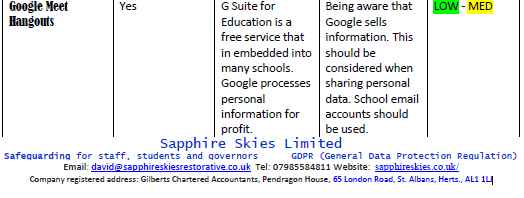 Google Meet Yes G Suite for Being aware that LOW - MED
Hangouts Education is a Google sells
free service that information. This
in embedded into should be
many schools. considered when
Google processes sharing personal
personal data. School email
information for accounts should
profit. be used.
Sapphire Skies Limited
Safeguarding for staff, students and governors GDPR (General Data Protection Regulation)
Email: david@sapphireskiesrestorative.co.uk Tel: 07985584811 Website: sapphireskies.co.uk/
Company registered address: Gilberts Chartered Accountants, Pendragon House, 65 London Road, St. Albans, Herts., AL1 1LJ